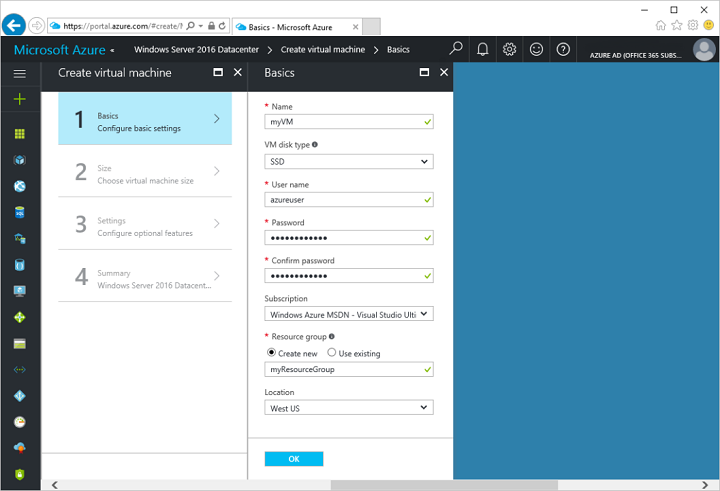 https://portal.azure.com/#create/
Basics - Microsoft Azure
Microsoft Azure
Windows Server 2016 Datacenter > Create virtual machine > Basics
AZURE AD (OFFICE 365 SUBS...
Create virtual machine
1
Basics
Configure basic settings
2
Size
Choose virtual machine size
3
Settings
Configure optional features
4
Summary
Windows Server 2016 Datacent...
Basics
* Name
myVM
VM disk type
SSD
* User name
azureuser
* Password
••••••••••••
* Confirm password
••••••••••••
Subscription
Windows Azure MSDN - Visual Studio Ulti
* Resource group
Create new
Use existing
myResourceGroup
Location
West US
OK